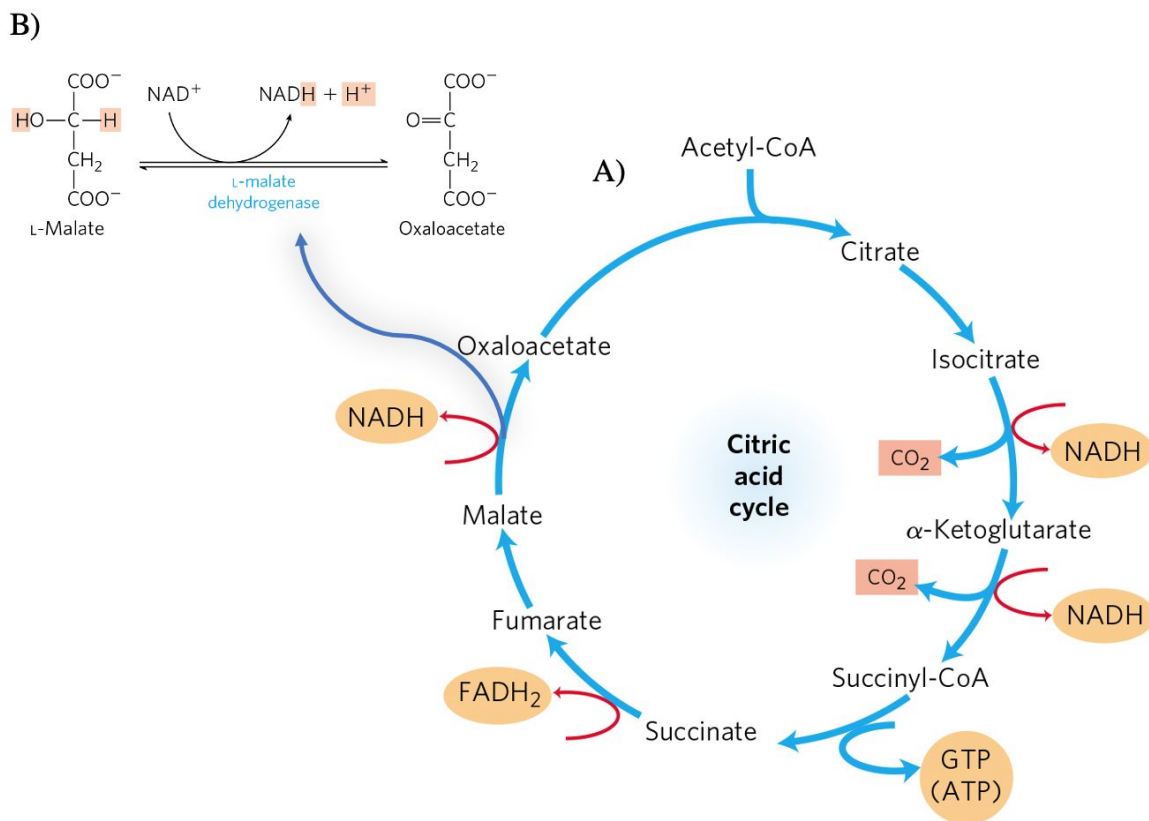 B)
COO⁻
HO—C—H
CH₂
COO⁻
L-Malate
NAD⁺
NADH + H⁺
L-malate
dehydrogenase
COO⁻
O=C
CH₂
COO⁻
Oxaloacetate
A)
Acetyl-CoA
Citrate
Isocitrate
CO₂
NADH
α-Ketoglutarate
CO₂
NADH
Succinyl-CoA
GTP
(ATP)
Succinate
FADH₂
Fumarate
Malate
NADH
Oxaloacetate
Citric
acid
cycle